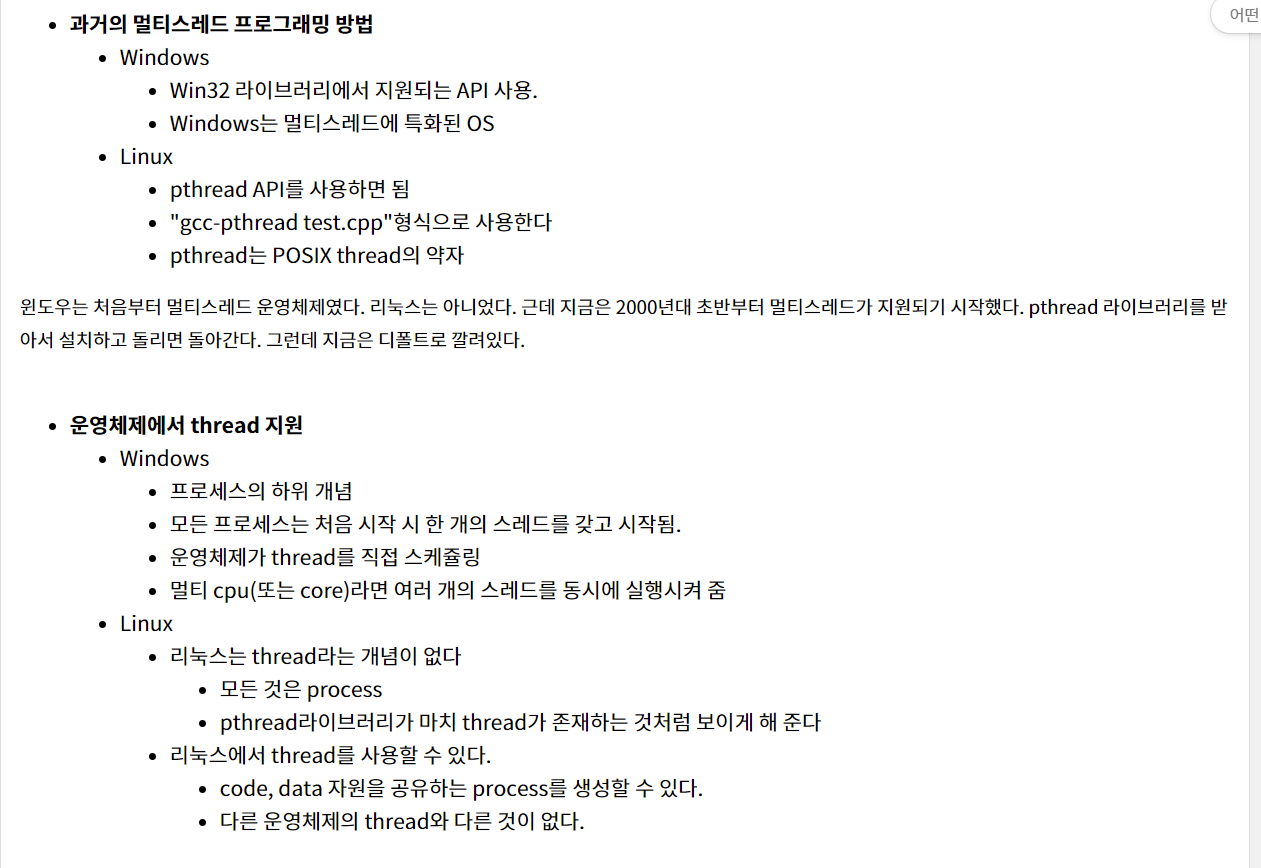 어떤
과거의 멀티스레드 프로그래밍 방법
Windows
Win32 라이브러리에서 지원되는 API 사용.
Windows는 멀티스레드에 특화된 OS
Linux
pthread API를 사용하면 됨
"gcc-pthread test.cpp"형식으로 사용한다
pthread는 POSIX thread의 약자
윈도우는 처음부터 멀티스레드 운영체제였다. 리눅스는 아니었다. 근데 지금은 2000년대 초반부터 멀티스레드가 지원되기 시작했다. pthread 라이브러리를 받
아서 설치하고 돌리면 돌아간다. 그런데 지금은 디폴트로 깔려있다.
운영체제에서 thread 지원
Windows
프로세스의 하위 개념
모든 프로세스는 처음 시작 시 한 개의 스레드를 갖고 시작됨.
운영체제가 thread를 직접 스케쥴링
멀티 cpu(또는 core)라면 여러 개의 스레드를 동시에 실행시켜 줌
Linux
리눅스는 thread라는 개념이 없다
모든 것은 process
pthread라이브러리가 마치 thread가 존재하는 것처럼 보이게 해 준다
리눅스에서 thread를 사용할 수 있다.
code, data 자원을 공유하는 process를 생성할 수 있다.
다른 운영체제의 thread와 다른 것이 없다.